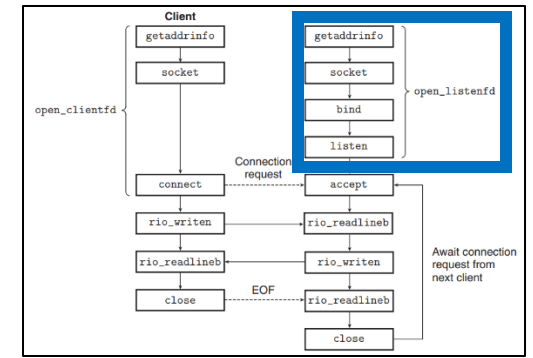 Client
getaddrinfo
getaddrinfo
socket
socket
open_clientfd
open_listenfd
bind
listen
Connection
request
connect
accept
rio_writen
rio_readlineb
Await connection
request from
next client
rio_readlineb
rio_writen
EOF
close
rio_readlineb
close